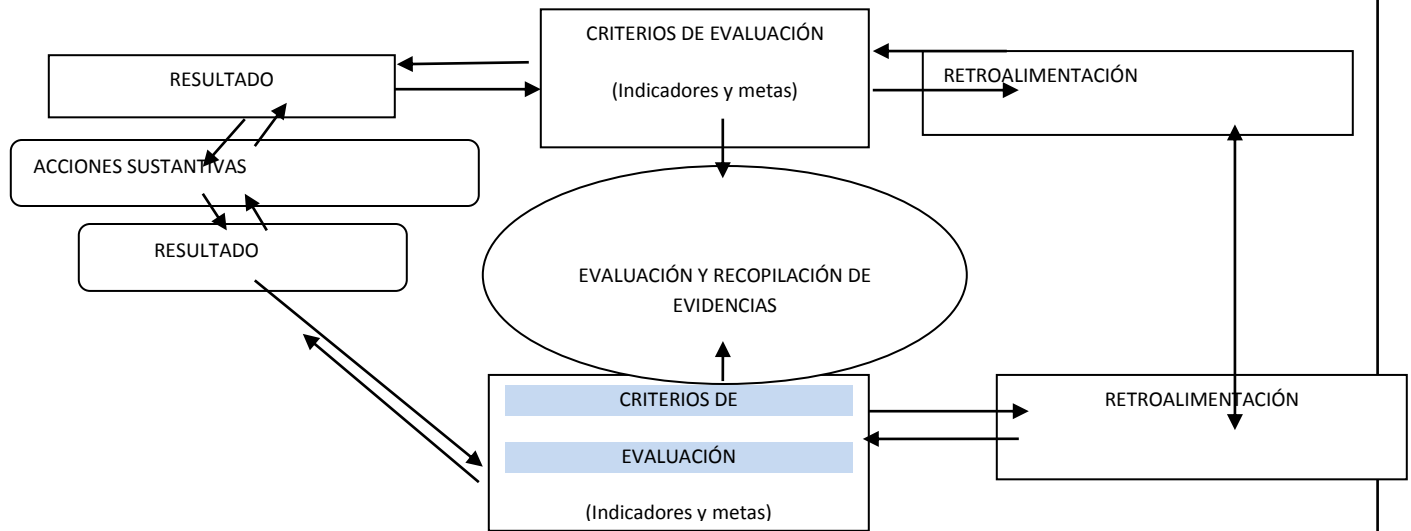 CRITERIOS DE EVALUACIÓN
(Indicadores y metas)
RESULTADO
RETROALIMENTACIÓN
ACCIONES SUSTANTIVAS
RESULTADO
EVALUACIÓN Y RECOPILACIÓN DE
EVIDENCIAS
CRITERIOS DE
EVALUACIÓN
(Indicadores y metas)
RETROALIMENTACIÓN